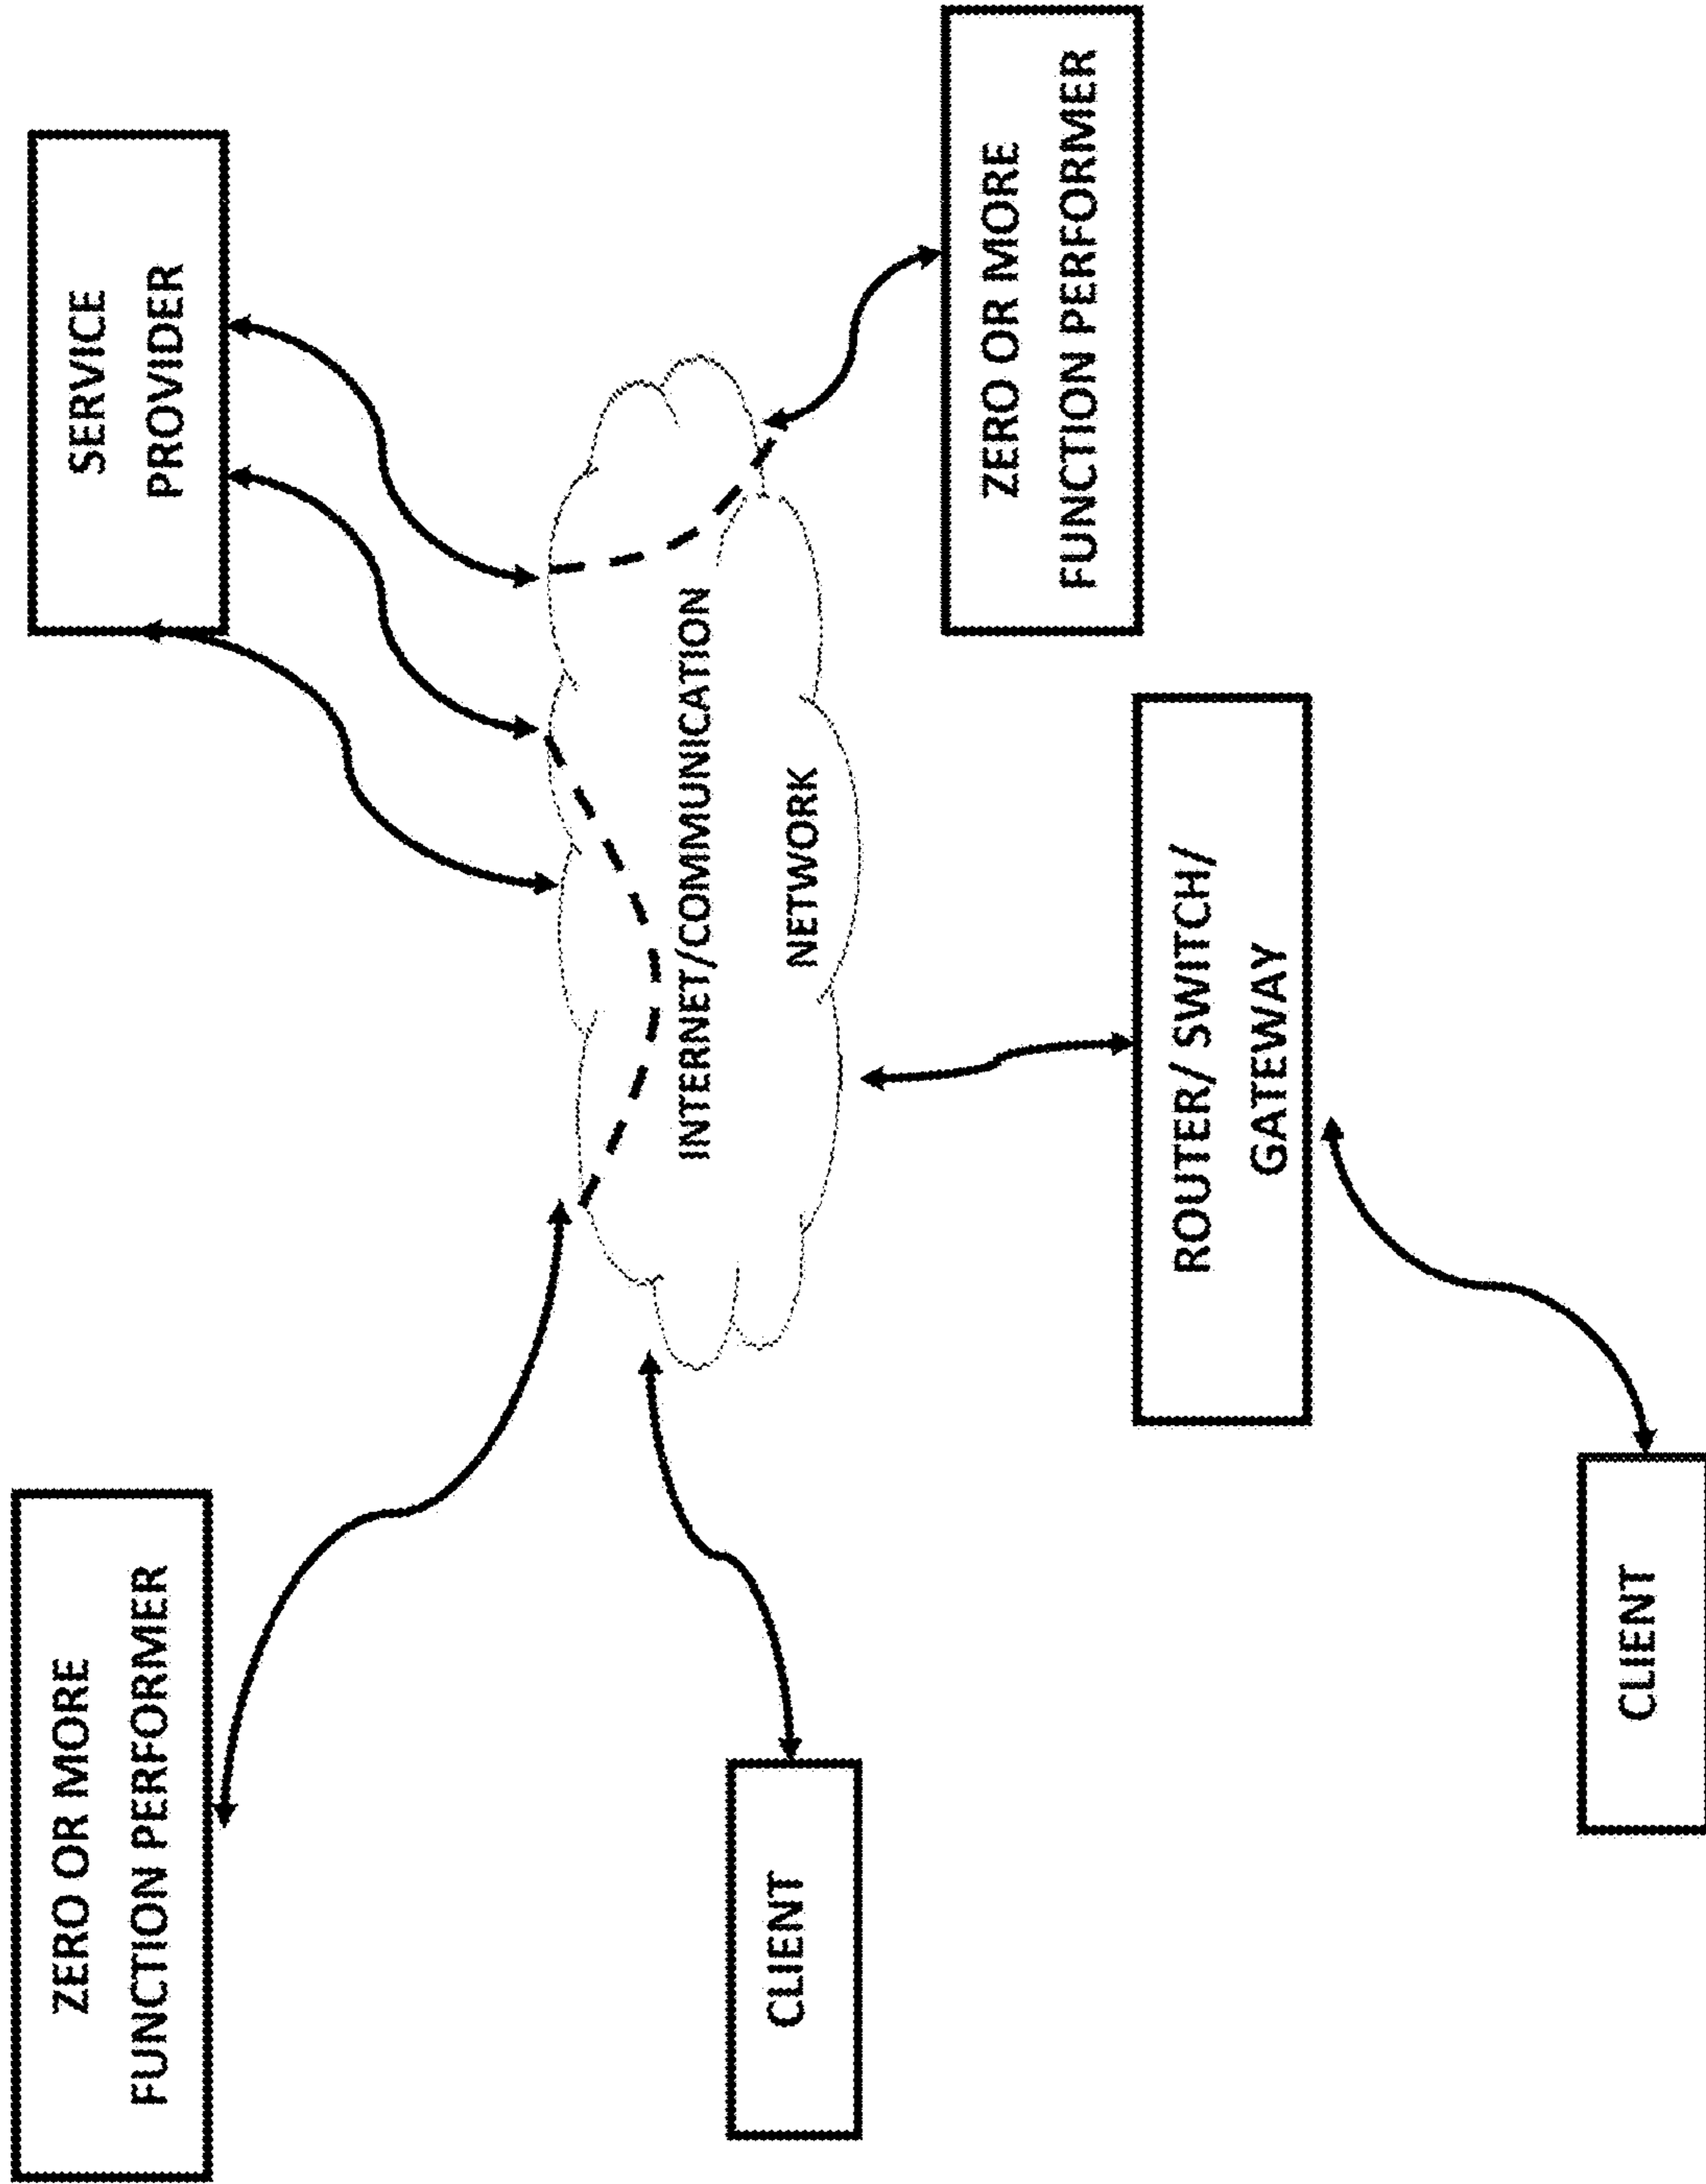 ZERO OR MORE
FUNCTION PERFORMER
SERVICE
PROVIDER
INTERNET/COMMUNICATION
NETWORK
CLIENT
ZERO OR MORE
FUNCTION PERFORMER
ROUTER/ SWITCH/
GATEWAY
CLIENT